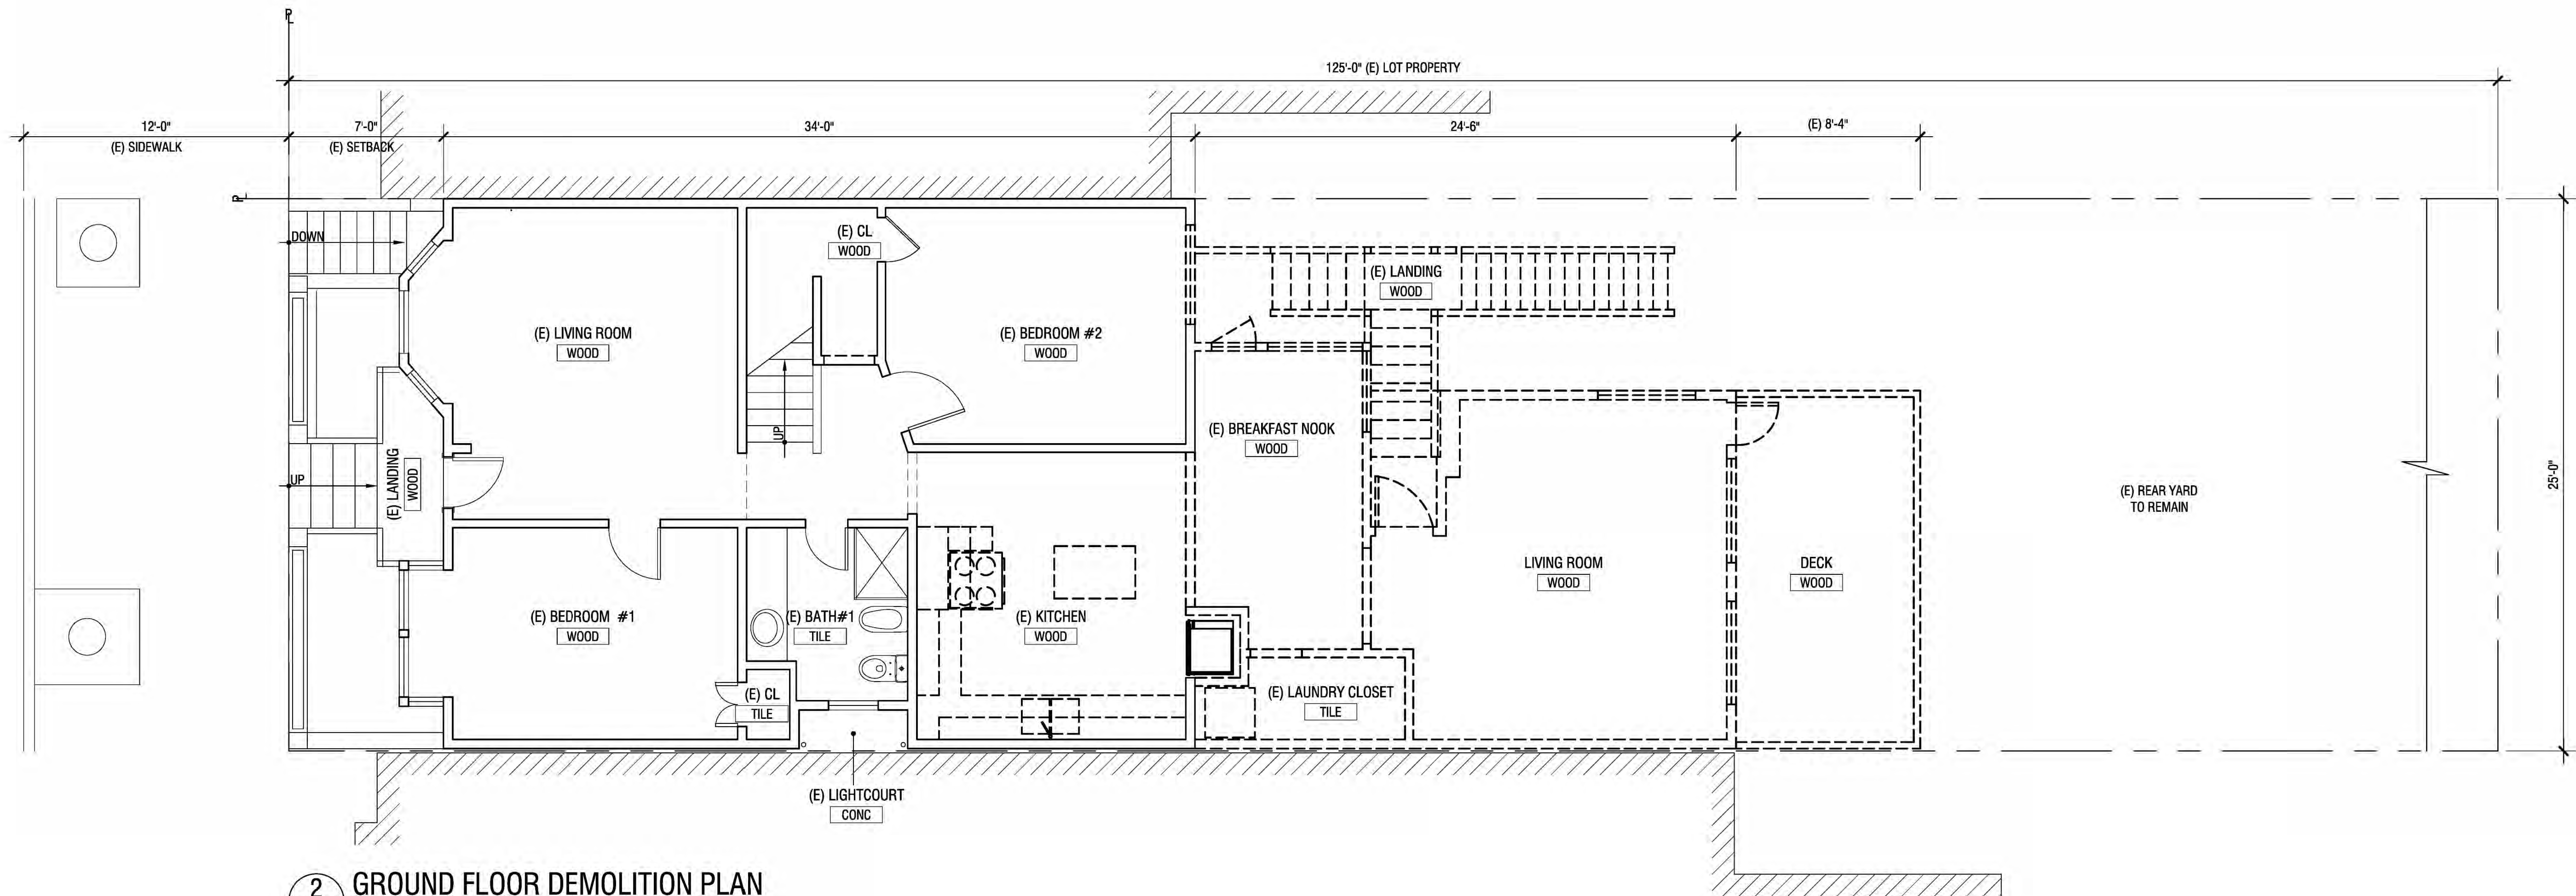 PL
125'-0" (E) LOT PROPERTY
12'-0"
(E) SIDEWALK
7'-0"
(E) SETBACK
34'-0"
24'-6"
(E) 8'-4"
PL
DOWN
(E) CL
WOOD
(E) LANDING
WOOD
(E) LIVING ROOM
WOOD
(E) BEDROOM #2
WOOD
UP
(E) BREAKFAST NOOK
WOOD
UP
(E) LANDING
WOOD
25'-0"
(E) REAR YARD
TO REMAIN
LIVING ROOM
WOOD
DECK
WOOD
(E) BEDROOM #1
WOOD
(E) BATH#1
TILE
(E) KITCHEN
WOOD
(E) CL
TILE
(E) LAUNDRY CLOSET
TILE
(E) LIGHTCOURT
CONC
2
GROUND FLOOR DEMOLITION PLAN